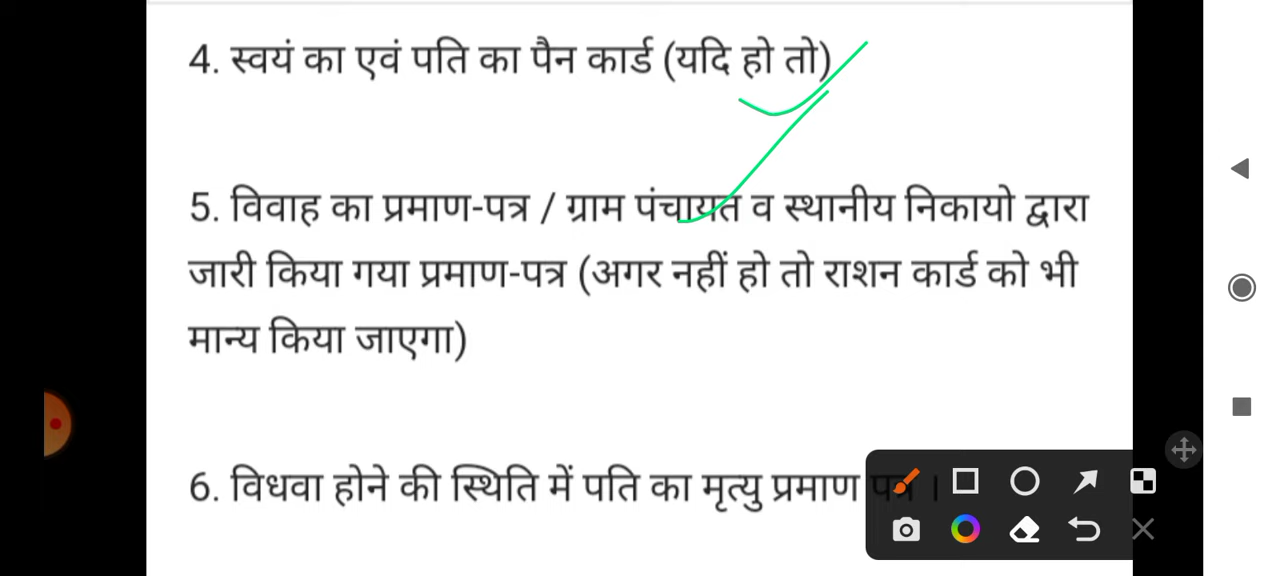 4. स्वयं का एवं पति का पैन कार्ड (यदि हो तो)
5. विवाह का प्रमाण-पत्र / ग्राम पंचायत व स्थानीय निकायो द्वारा
जारी किया गया प्रमाण-पत्र (अगर नहीं हो तो राशन कार्ड को भी
मान्य किया जाएगा)
6. विधवा होने की स्थिति में पति का मृत्यु प्रमाण पत्र ।